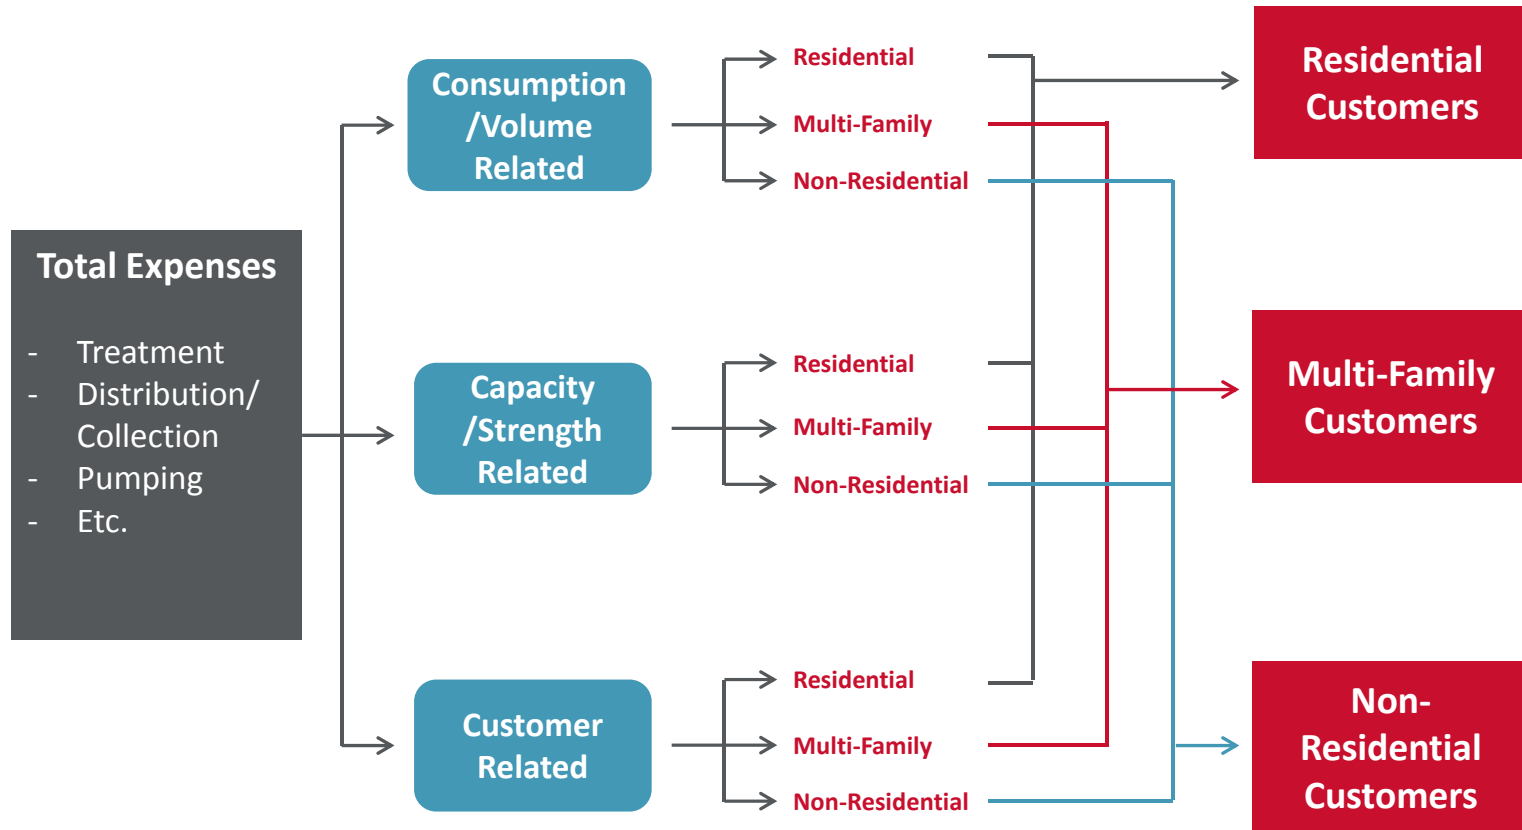 Total Expenses
- Treatment
- Distribution/
Collection
- Pumping
- Etc.
Consumption
/Volume
Related
Residential
Multi-Family
Non-Residential
Capacity
/Strength
Related
Residential
Multi-Family
Non-Residential
Customer
Related
Residential
Multi-Family
Non-Residential
Residential
Customers
Multi-Family
Customers
Non-
Residential
Customers